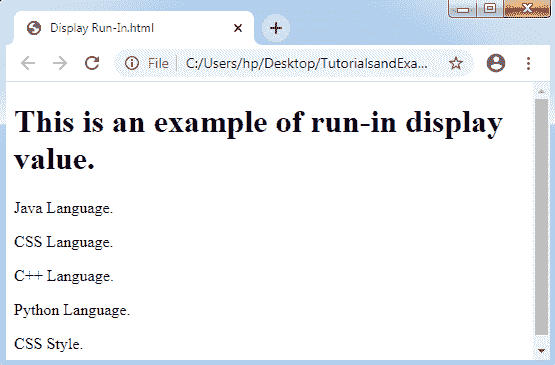 Display Run-In.html
File
C:/Users/hp/Desktop/TutorialsandExa...
This is an example of run-in display
value.
Java Language.
CSS Language.
C++ Language.
Python Language.
CSS Style.